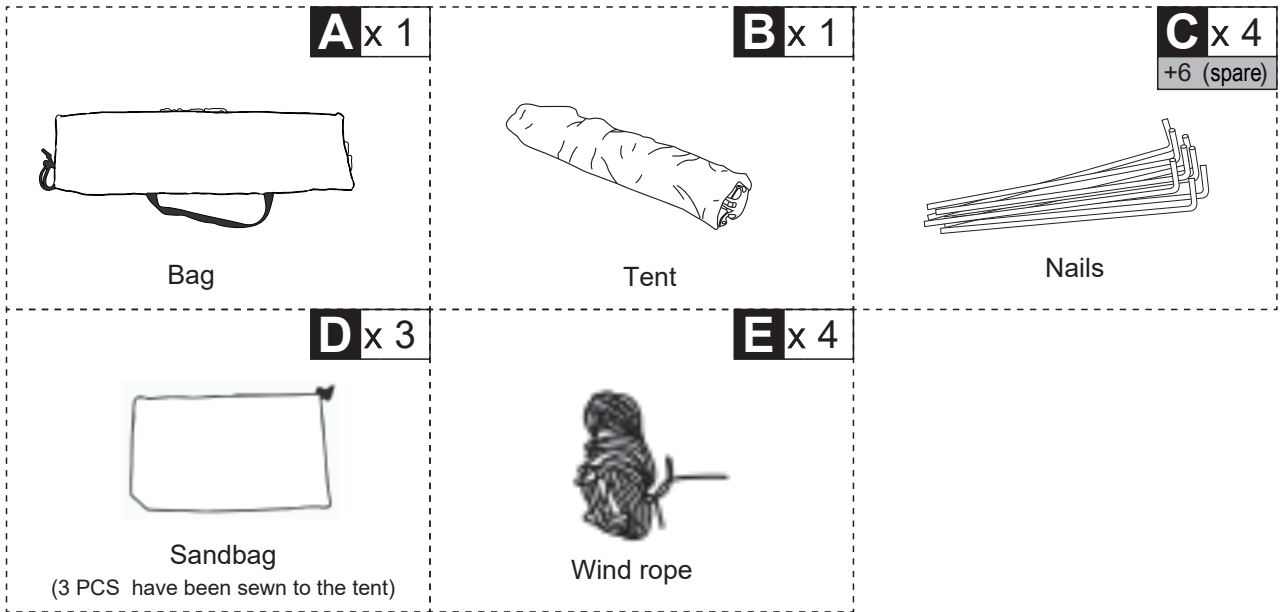 A x 1
B x 1
C x 4
+6 (spare)
Bag
Tent
Nails
D x 3
E x 4
Sandbag
(3 PCS have been sewn to the tent)
Wind rope